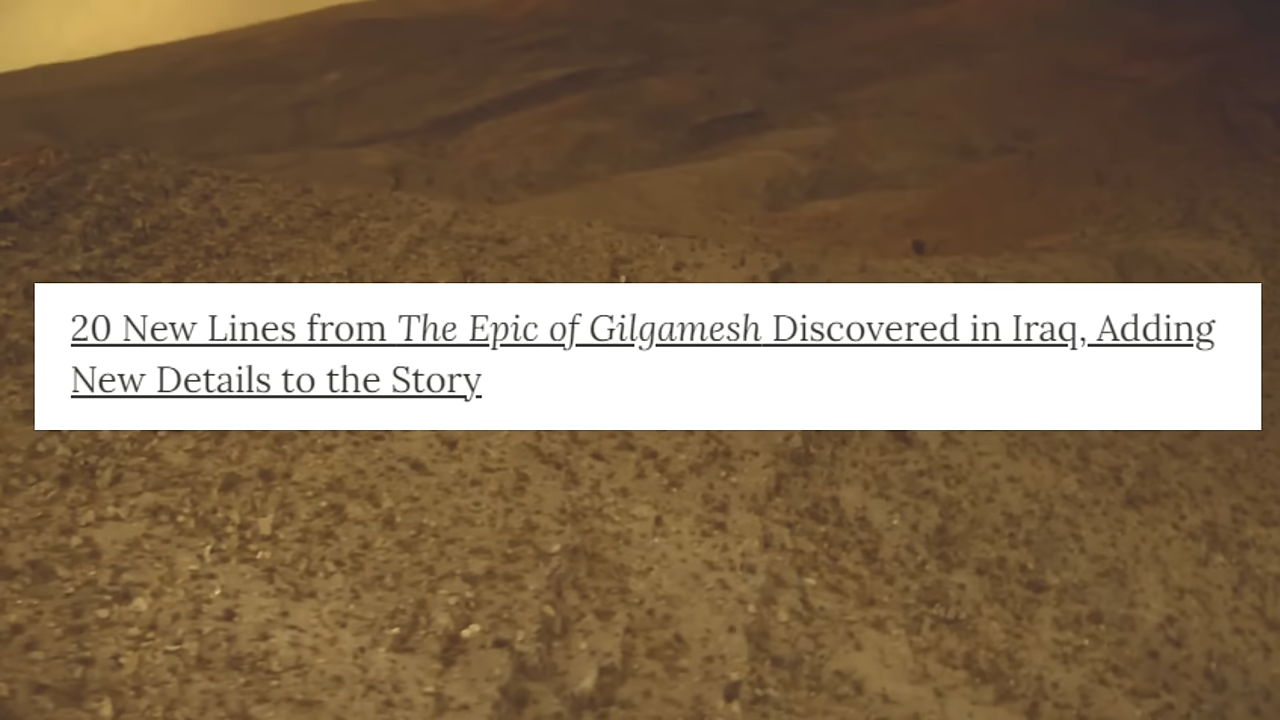 20 New Lines from The Epic of Gilgamesh Discovered in Iraq, Adding
New Details to the Story